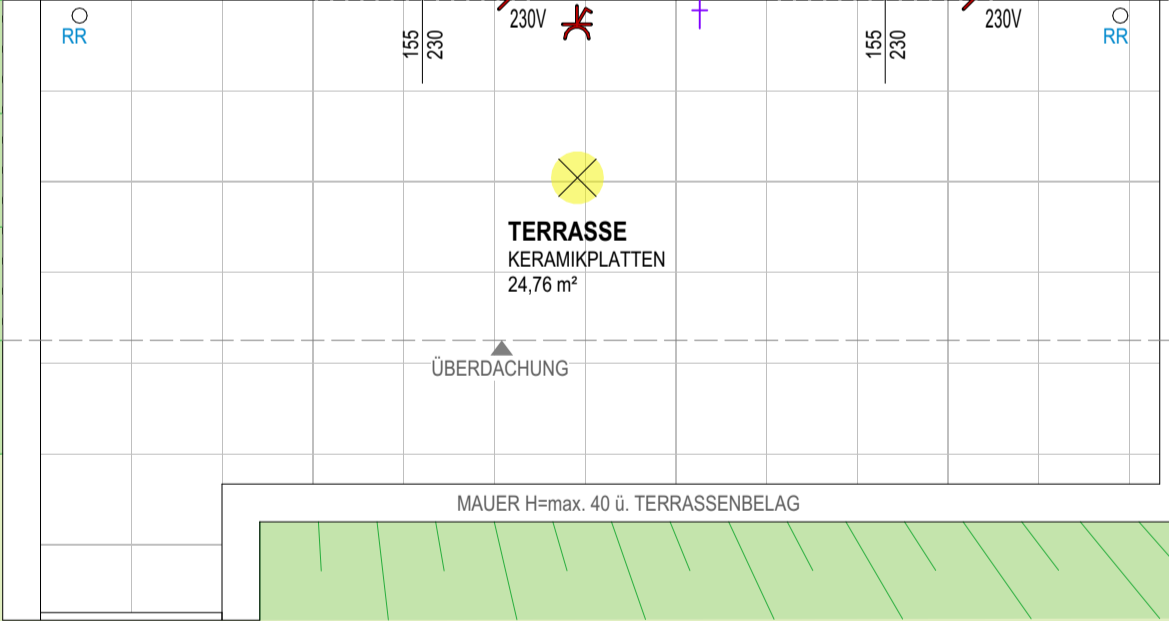 RR
155
230
230V
155
230
230V
RR
TERRASSE
KERAMIKPLATTEN
24,76 m²
ÜBERDACHUNG
MAUER H=max. 40 ü. TERRASSENBELAG